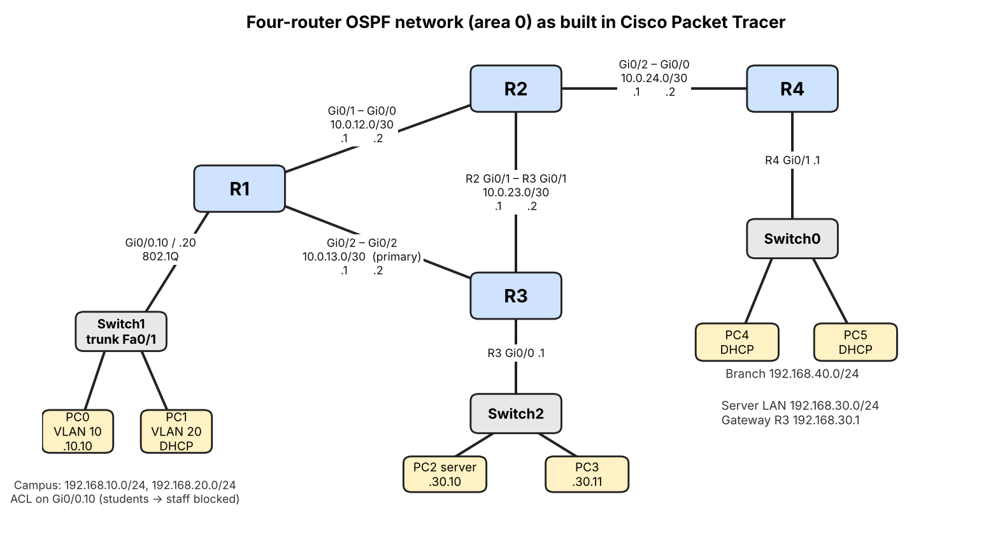 Four-router OSPF network (area 0) as built in Cisco Packet Tracer
Gi0/2 – Gi0/0
10.0.24.0/30
.1 .2
R2
R4
Gi0/1 – Gi0/0
10.0.12.0/30
.1 .2
R4 Gi0/1 .1
R1
R2 Gi0/1 – R3 Gi0/1
10.0.23.0/30
.1 .2
Gi0/0.10 / .20
802.1Q
Gi0/2 – Gi0/2
10.0.13.0/30 (primary)
.1 .2
Switch0
R3
Switch1
trunk Fa0/1
R3 Gi0/0 .1
PC4
DHCP
PC5
DHCP
Branch 192.168.40.0/24
Server LAN 192.168.30.0/24
Gateway R3 192.168.30.1
Switch2
PC0
VLAN 10
.10.10
PC1
VLAN 20
DHCP
PC2 server
.30.10
PC3
.30.11
Campus: 192.168.10.0/24, 192.168.20.0/24
ACL on Gi0/0.10 (students → staff blocked)